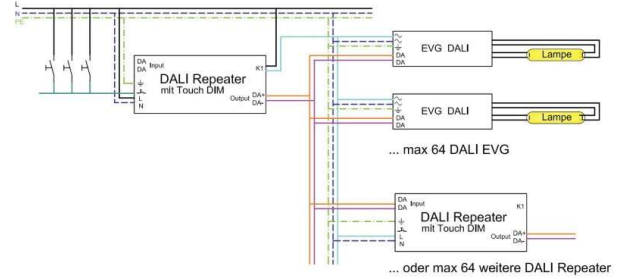 L
N
PE
DA
DA
Input
K1
DALI Repeater
mit Touch DIM
L
N
Output
DA+
DA-
EVG DALI
DA
DA
Lampe
EVG DALI
DA
DA
Lampe
... max 64 DALI EVG
DA
DA
Input
K1
DALI Repeater
mit Touch DIM
L
N
Output
DA+
DA-
... oder max 64 weitere DALI Repeater